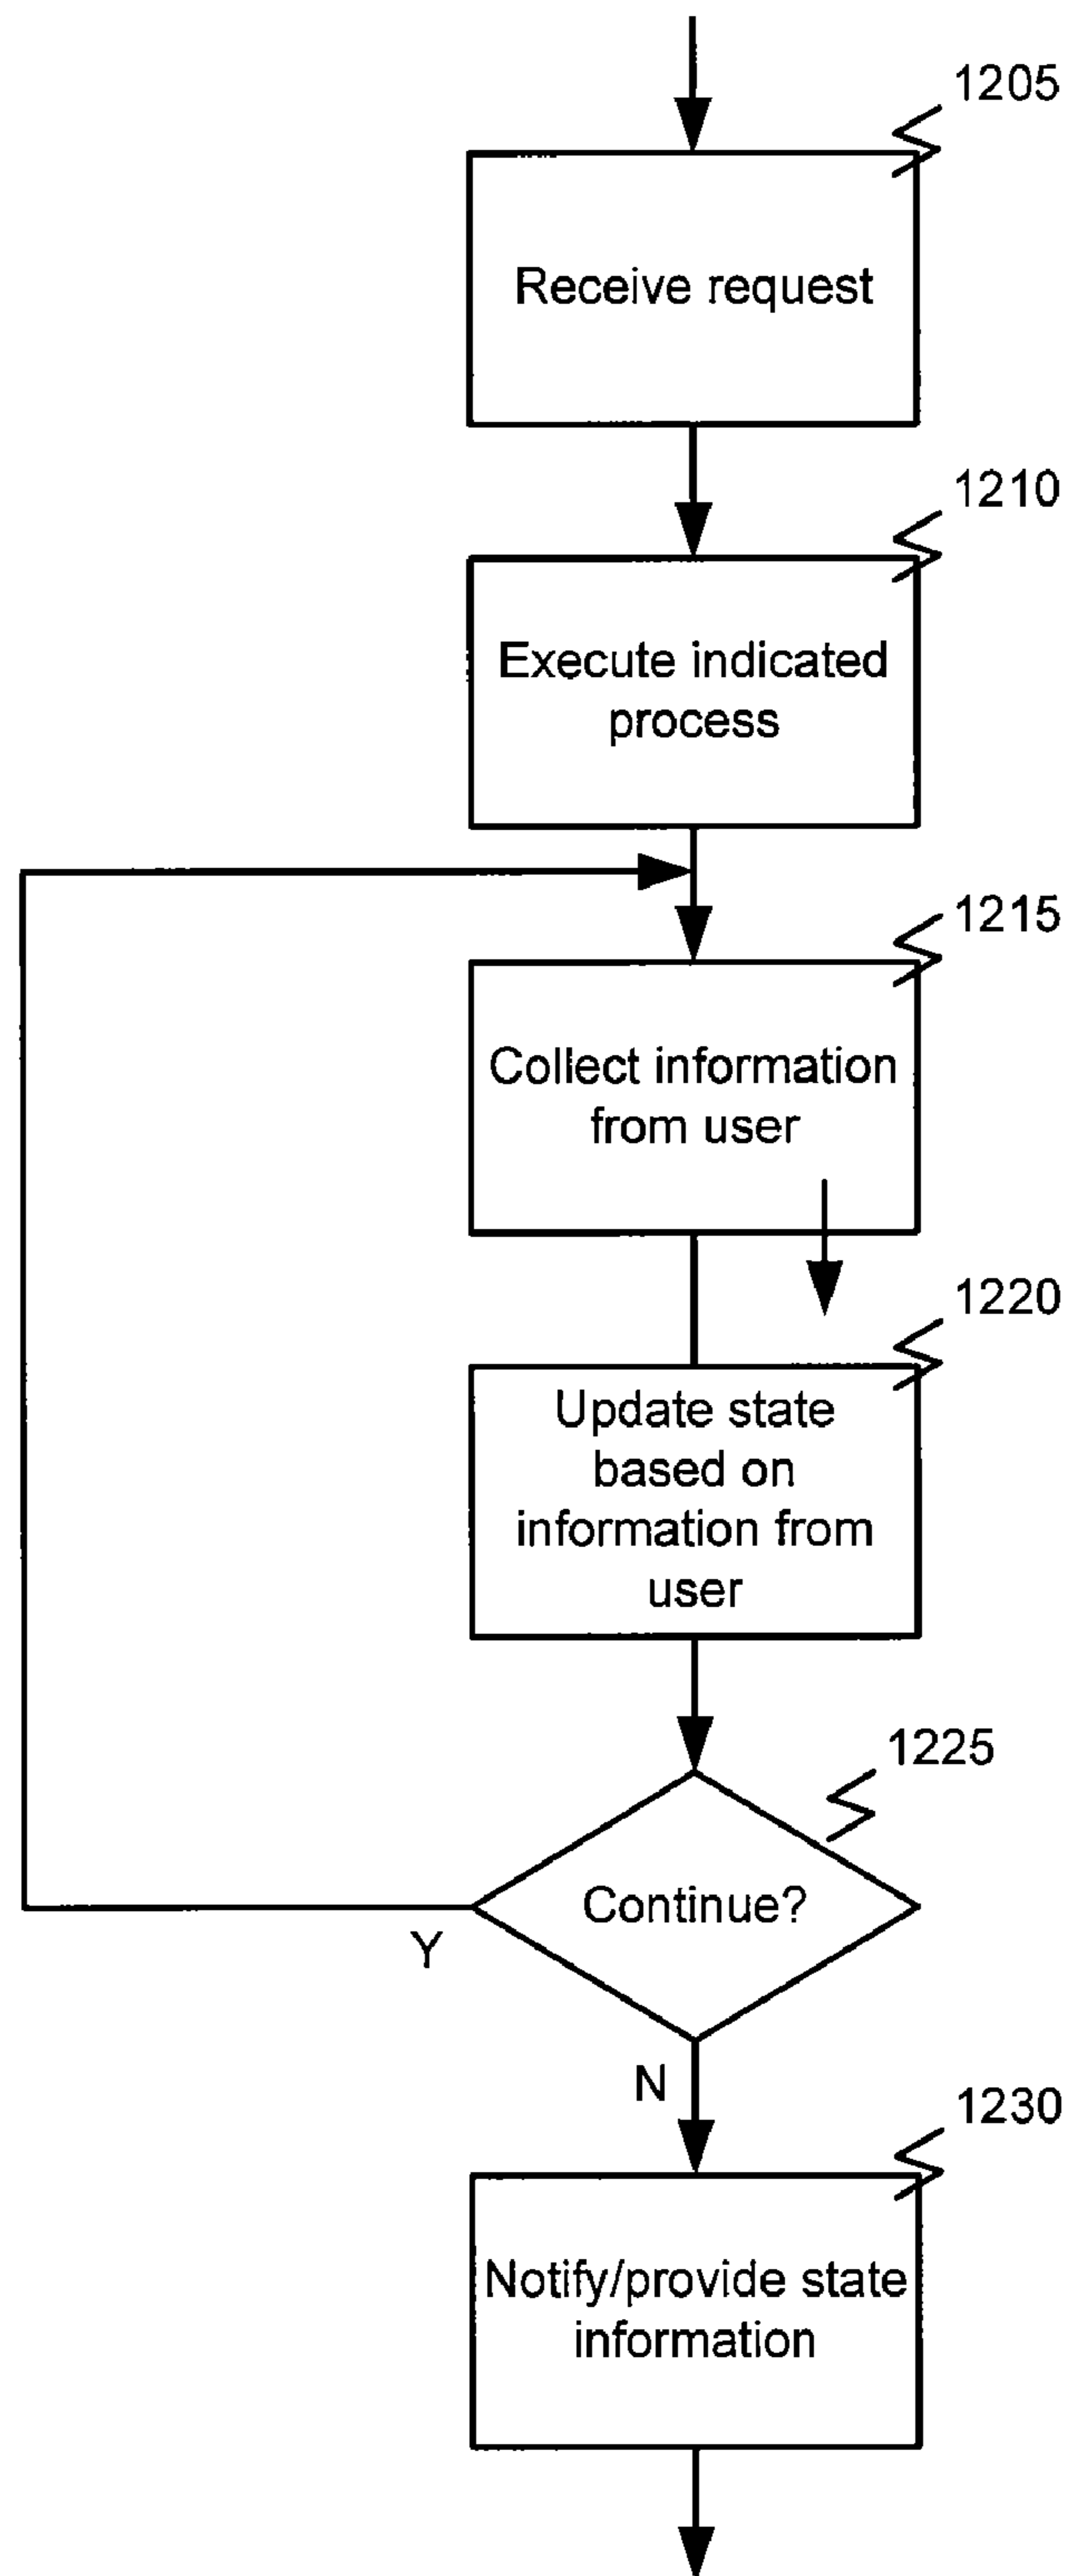 1205
Receive request
1210
Execute indicated
process
1215
Collect information
from user
1220
Update state
based on
information from
user
1225
Continue?
Y
N
1230
Notify/provide state
information